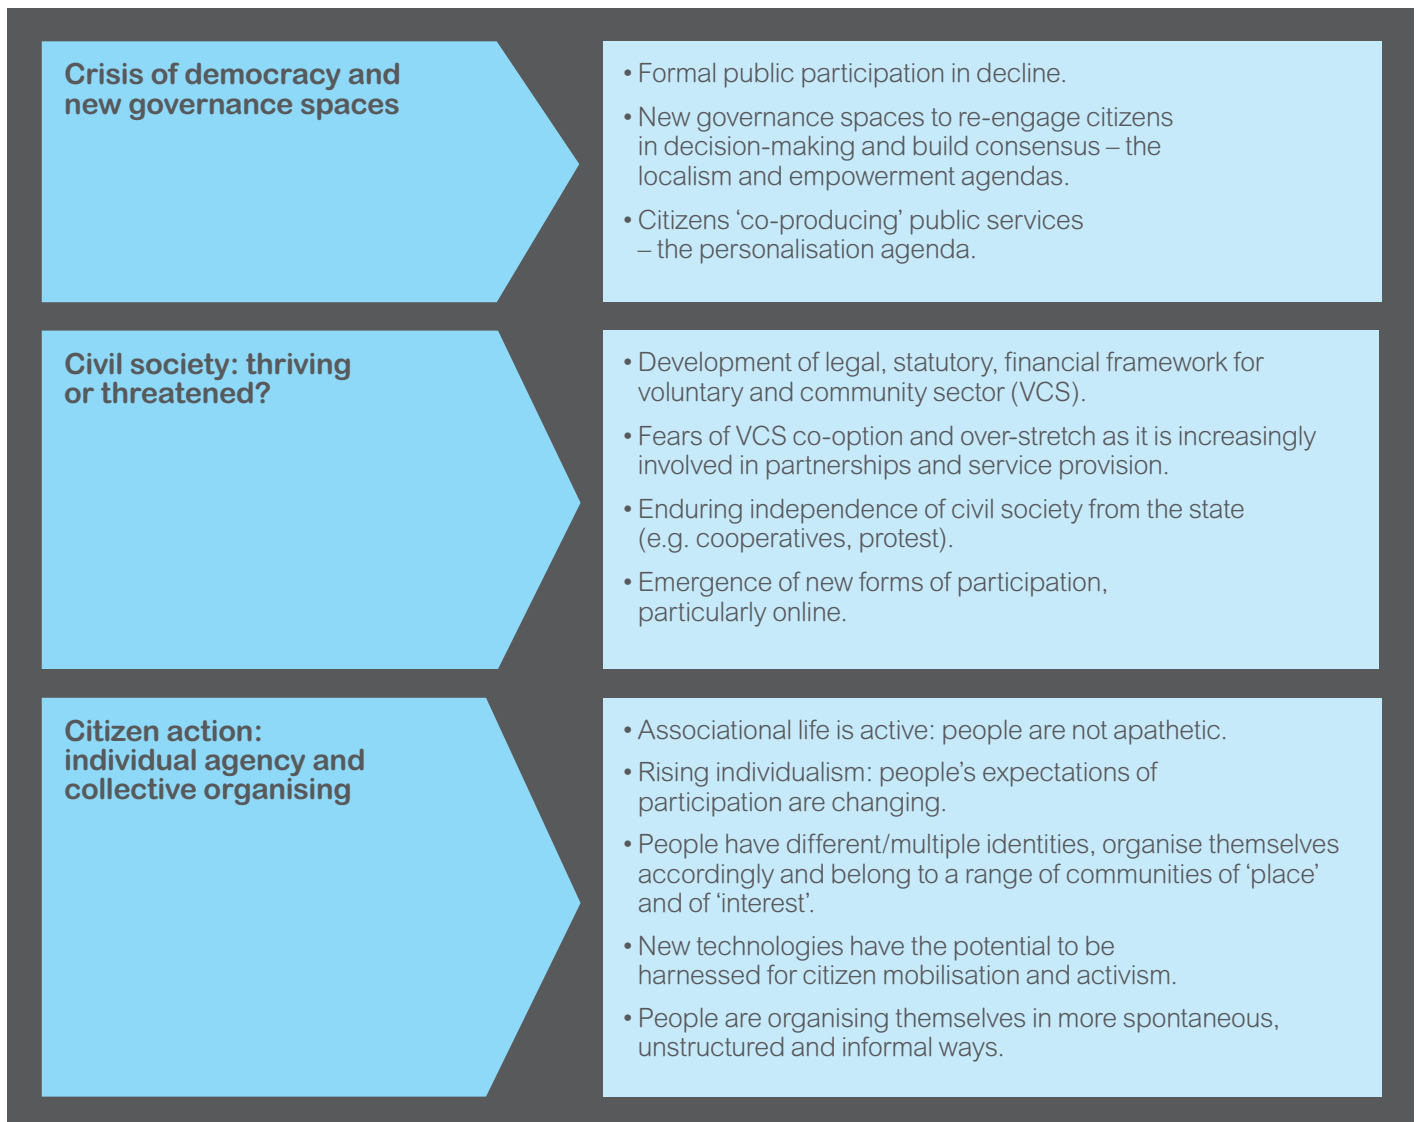 Crisis of democracy and
new governance spaces
• Formal public participation in decline.
• New governance spaces to re-engage citizens
in decision-making and build consensus – the
localism and empowerment agendas.
• Citizens ‘co-producing’ public services
– the personalisation agenda.
Civil society: thriving
or threatened?
• Development of legal, statutory, financial framework for
voluntary and community sector (VCS).
• Fears of VCS co-option and over-stretch as it is increasingly
involved in partnerships and service provision.
• Enduring independence of civil society from the state
(e.g. cooperatives, protest).
• Emergence of new forms of participation,
particularly online.
Citizen action:
individual agency and
collective organising
• Associational life is active: people are not apathetic.
• Rising individualism: people’s expectations of
participation are changing.
• People have different/multiple identities, organise themselves
accordingly and belong to a range of communities of ‘place’
and of ‘interest’.
• New technologies have the potential to be
harnessed for citizen mobilisation and activism.
• People are organising themselves in more spontaneous,
unstructured and informal ways.